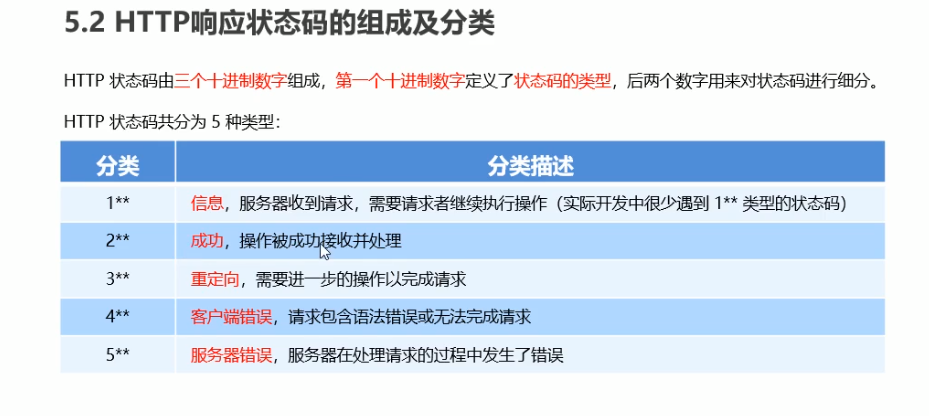 5.2 HTTP响应状态码的组成及分类
HTTP 状态码由三个十进制数字组成，第一个十进制数字定义了状态码的类型，后两个数字用来对状态码进行细分。
HTTP 状态码共分为 5 种类型：
分类 分类描述
1** 信息，服务器收到请求，需要请求者继续执行操作（实际开发中很少遇到 1** 类型的状态码）
2** 成功，操作被成功接收并处理
3** 重定向，需要进一步的操作以完成请求
4** 客户端错误，请求包含语法错误或无法完成请求
5** 服务器错误，服务器在处理请求的过程中发生了错误